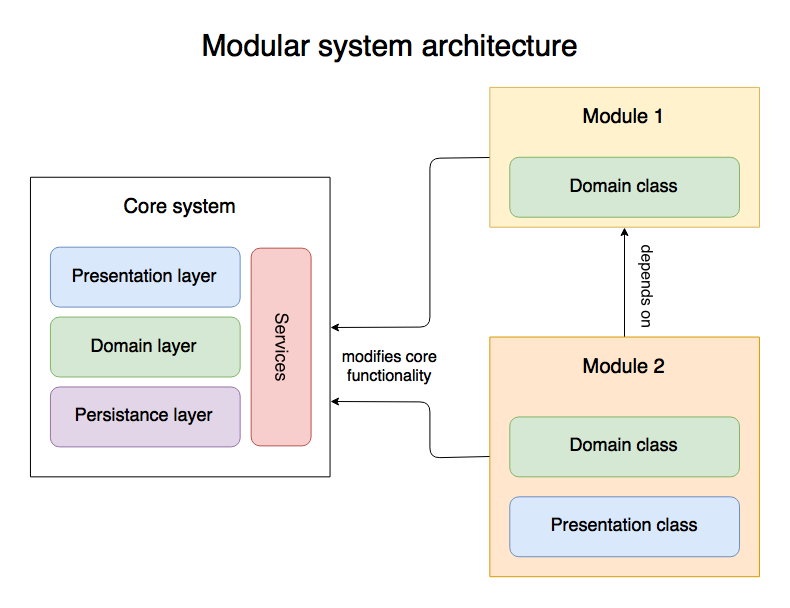 Modular system architecture
Core system
Presentation layer
Domain layer
Persistance layer
Services
modifies core
functionality
Module 1
Domain class
depends on
Module 2
Domain class
Presentation class